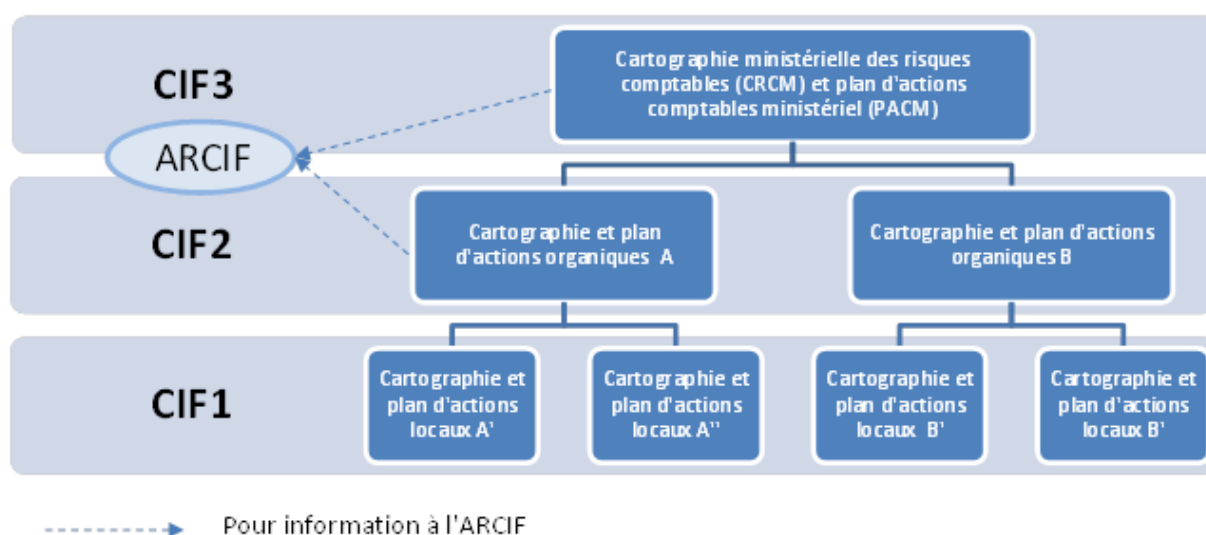 CIF3
Cartographie ministérielle des risques
comptables (CRCM) et plan d'actions
comptables ministériel (PACM)
ARCIF
CIF2
Cartographie et plan
d'actions organiques A
Cartographie et plan d'actions
organiques B
CIF1
Cartographie et
plan d'actions
locaux A'
Cartographie et
plan d'actions
locaux A''
Cartographie et
plan d'actions
locaux B'
Cartographie et
plan d'actions
locaux B'
Pour information à l'ARCIF